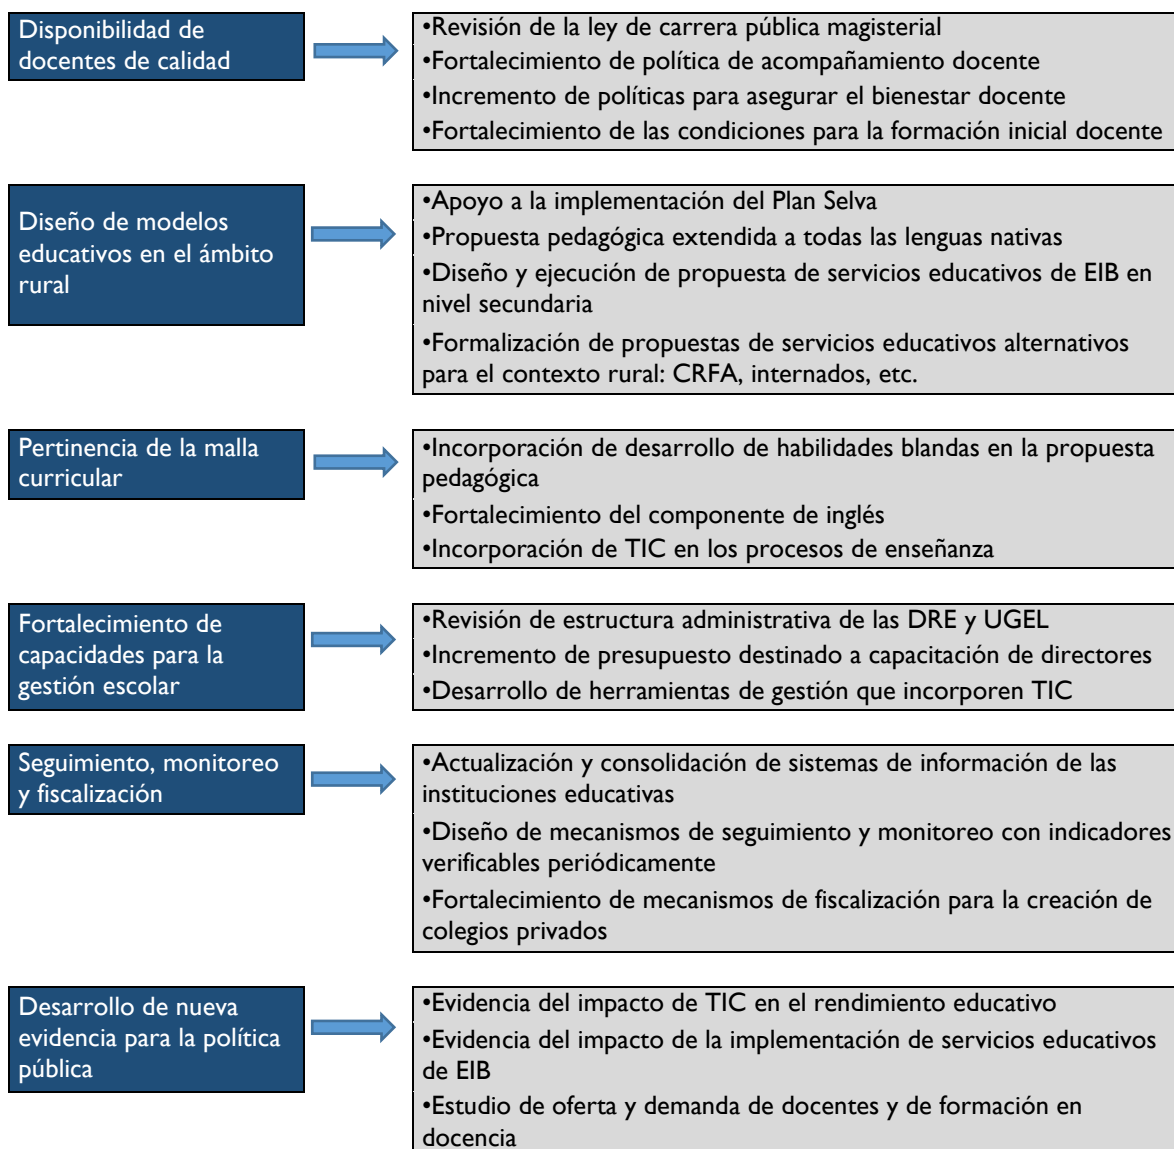 Disponibilidad de
docentes de calidad
•Revisión de la ley de carrera pública magisterial
•Fortalecimiento de política de acompañamiento docente
•Incremento de políticas para asegurar el bienestar docente
•Fortalecimiento de las condiciones para la formación inicial docente
Diseño de modelos
educativos en el ámbito
rural
•Apoyo a la implementación del Plan Selva
•Propuesta pedagógica extendida a todas las lenguas nativas
•Diseño y ejecución de propuesta de servicios educativos de EIB en
nivel secundaria
•Formalización de propuestas de servicios educativos alternativos
para el contexto rural: CRFA, internados, etc.
Pertinencia de la malla
curricular
•Incorporación de desarrollo de habilidades blandas en la propuesta
pedagógica
•Fortalecimiento del componente de inglés
•Incorporación de TIC en los procesos de enseñanza
Fortalecimiento de
capacidades para la
gestión escolar
•Revisión de estructura administrativa de las DRE y UGEL
•Incremento de presupuesto destinado a capacitación de directores
•Desarrollo de herramientas de gestión que incorporen TIC
Seguimiento, monitoreo
y fiscalización
•Actualización y consolidación de sistemas de información de las
instituciones educativas
•Diseño de mecanismos de seguimiento y monitoreo con indicadores
verificables periódicamente
•Fortalecimiento de mecanismos de fiscalización para la creación de
colegios privados
Desarrollo de nueva
evidencia para la política
pública
•Evidencia del impacto de TIC en el rendimiento educativo
•Evidencia del impacto de la implementación de servicios educativos
de EIB
•Estudio de oferta y demanda de docentes y de formación en
docencia